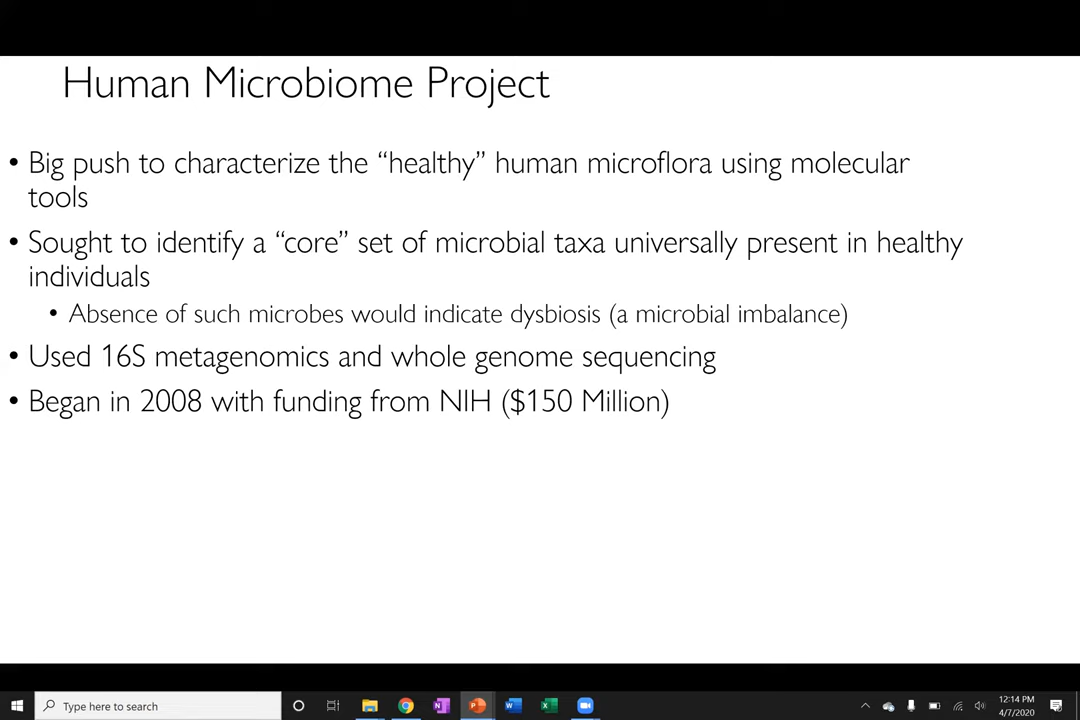 Human Microbiome Project
• Big push to characterize the “healthy” human microflora using molecular
tools
• Sought to identify a “core” set of microbial taxa universally present in healthy
individuals
• Absence of such microbes would indicate dysbiosis (a microbial imbalance)
• Used 16S metagenomics and whole genome sequencing
• Began in 2008 with funding from NIH ($150 Million)
Type here to search
12:14 PM
4/7/2020